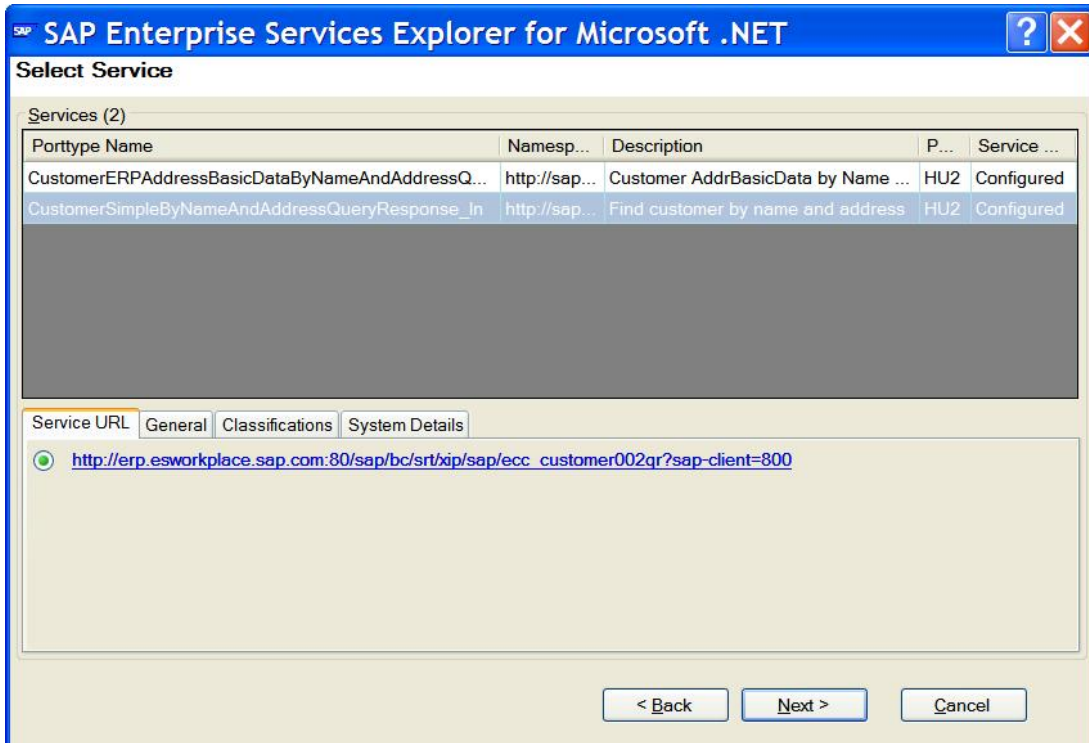 SAP SAP Enterprise Services Explorer for Microsoft .NET ?
Select Service
Services (2)
Porttype Name Namesp... Description P... Service ...
CustomerERPAddressBasicDataByNameAndAddressQ... http://sap... Customer AddrBasicData by Name ... HU2 Configured
CustomerSimpleByNameAndAddressQueryResponse_In http://sap... Find customer by name and address HU2 Configured
Service URL General Classifications System Details
http://erp.esworkplace.sap.com:80/sap/bc/srt/xip/sap/ecc_customer002qr?sap-client=800
< Back Next > Cancel